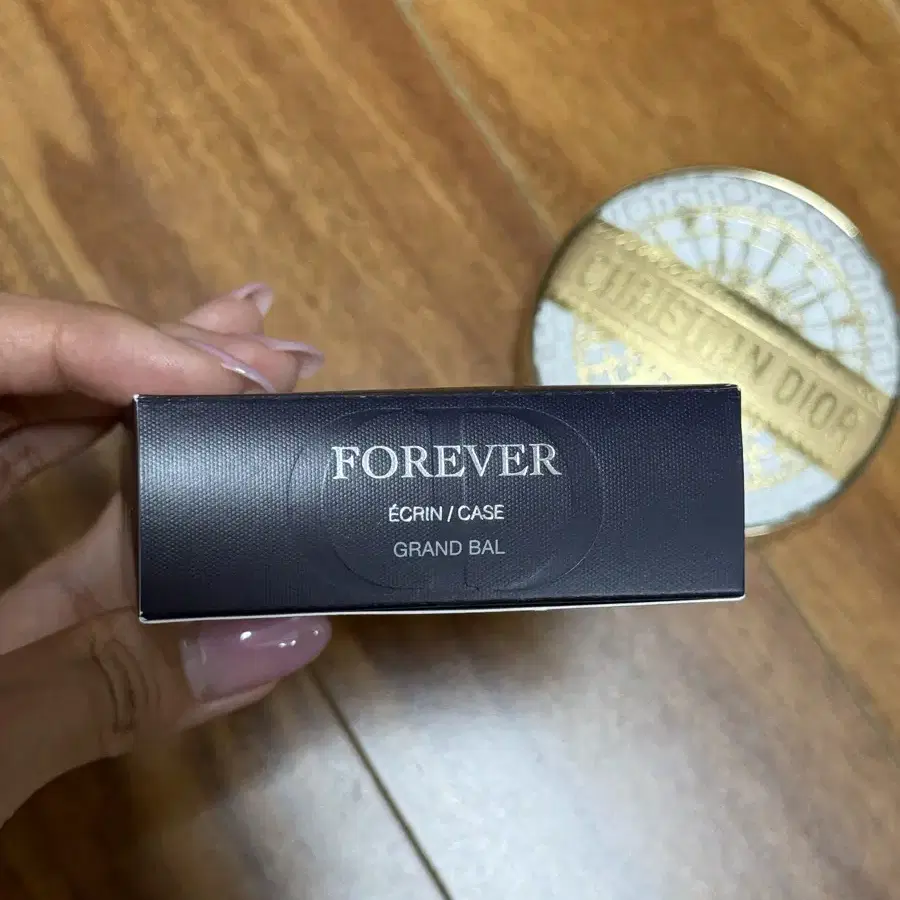 FOREVER
ÉCRIN / CASE
GRAND BAL
CHRISTIAN DIOR